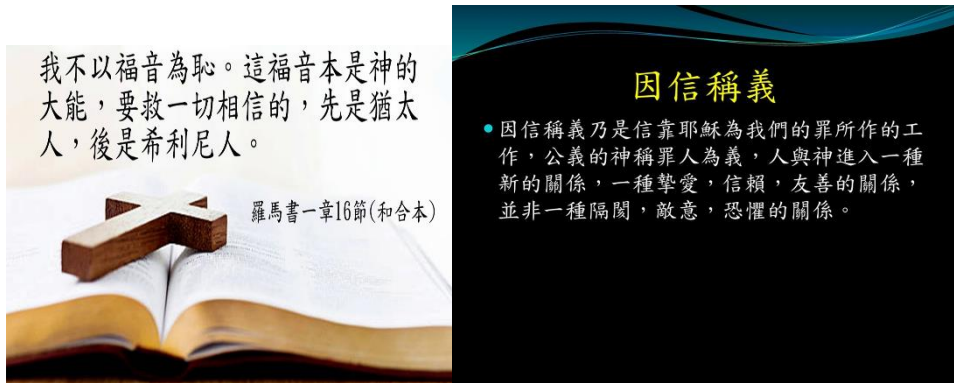 我不以福音為恥。這福音本是神的
大能，要救一切相信的，先是猶太
人，後是希利尼人。
羅馬書一章16節(和合本)
因信稱義
•因信稱義乃是信靠耶穌為我們的罪所作的工
作，公義的神稱罪人為義，人與神進入一種
新的關係，一種摯愛，信賴，友善的關係，
並非一種隔閡，敵意，恐懼的關係。